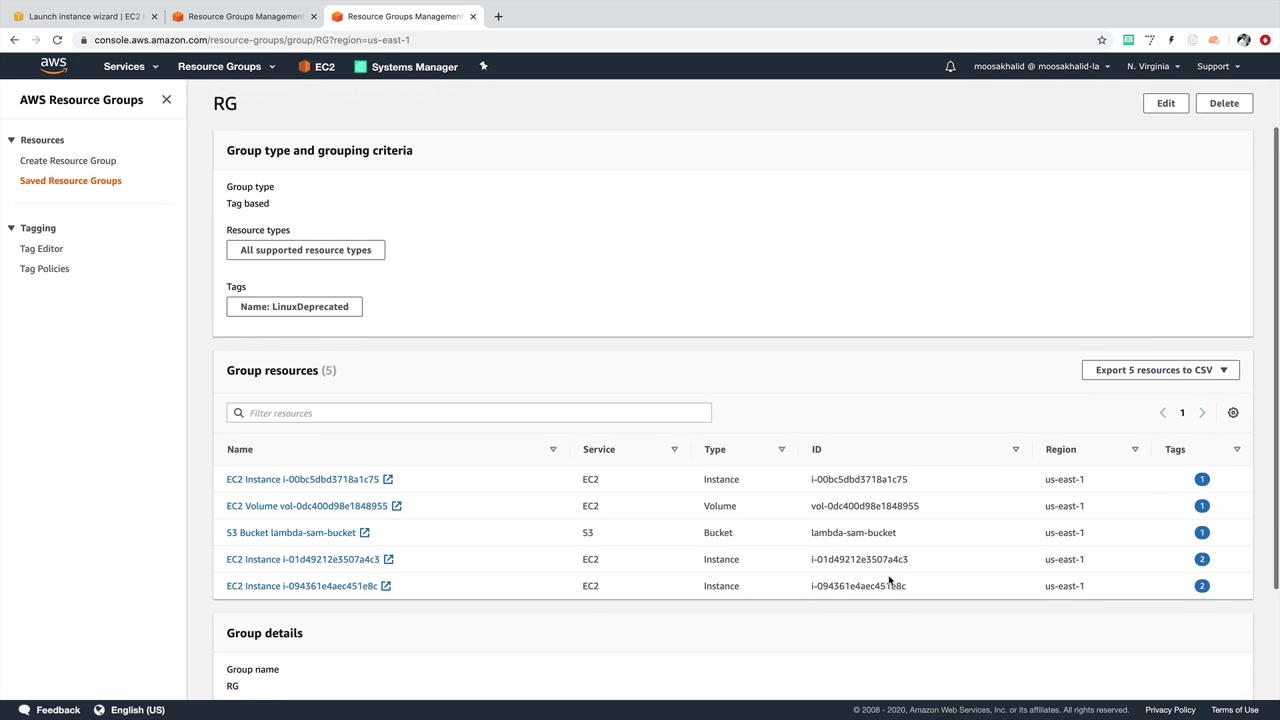 Launch instance wizard | EC2
Resource Groups Management
Resource Groups Management
console.aws.amazon.com/resource-groups/group/RG?region=us-east-1
aws Services Resource Groups EC2 Systems Manager moosakhalid @ moosakhalid-la N. Virginia Support
AWS Resource Groups
Resources
Create Resource Group
Saved Resource Groups
Tagging
Tag Editor
Tag Policies
RG
Edit Delete
Group type and grouping criteria
Group type
Tag based
Resource types
All supported resource types
Tags
Name: LinuxDeprecated
Group resources (5)
Export 5 resources to CSV
Filter resources
1
Name Service Type ID Region Tags
EC2 Instance i-00bc5dbd3718a1c75 EC2 Instance i-00bc5dbd3718a1c75 us-east-1 1
EC2 Volume vol-0dc400d98e1848955 EC2 Volume vol-0dc400d98e1848955 us-east-1 1
S3 Bucket lambda-sam-bucket S3 Bucket lambda-sam-bucket us-east-1 1
EC2 Instance i-01d49212e3507a4c3 EC2 Instance i-01d49212e3507a4c3 us-east-1 2
EC2 Instance i-094361e4aec451e8c EC2 Instance i-094361e4aec451e8c us-east-1 2
Group details
Group name
RG
Feedback English (US) © 2008 - 2020, Amazon Web Services, Inc. or its affiliates. All rights reserved. Privacy Policy Terms of Use